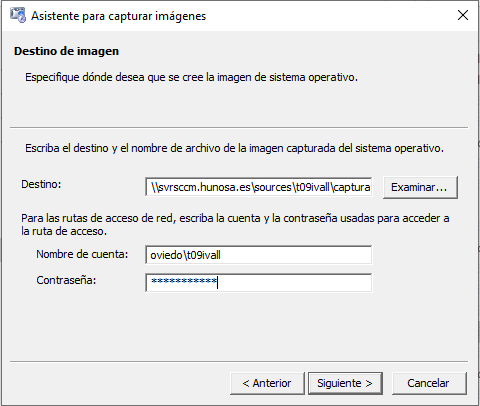 Asistente para capturar imágenes
Destino de imagen
Especifique dónde desea que se cree la imagen de sistema operativo.
Escriba el destino y el nombre de archivo de la imagen capturada del sistema operativo.
Destino: \\svrsccm.hunosa.es\sources\t09ivall\captura Examinar...
Para las rutas de acceso de red, escriba la cuenta y la contraseña usadas para acceder a
la ruta de acceso.
Nombre de cuenta: oviedo\t09ivall
Contraseña: ***********
< Anterior Siguiente > Cancelar